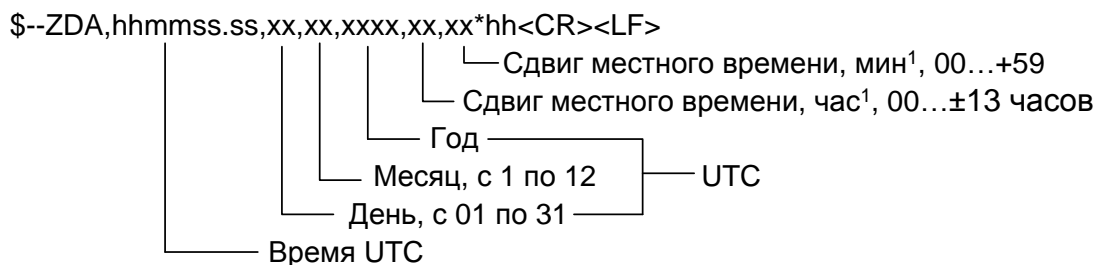 $--ZDA,hhmmss.ss,xx,xx,xxxx,xx,xx*hh<CR><LF>
Сдвиг местного времени, мин¹, 00…+59
Сдвиг местного времени, час¹, 00…±13 часов
Год
Месяц, с 1 по 12 UTC
День, с 01 по 31
Время UTC